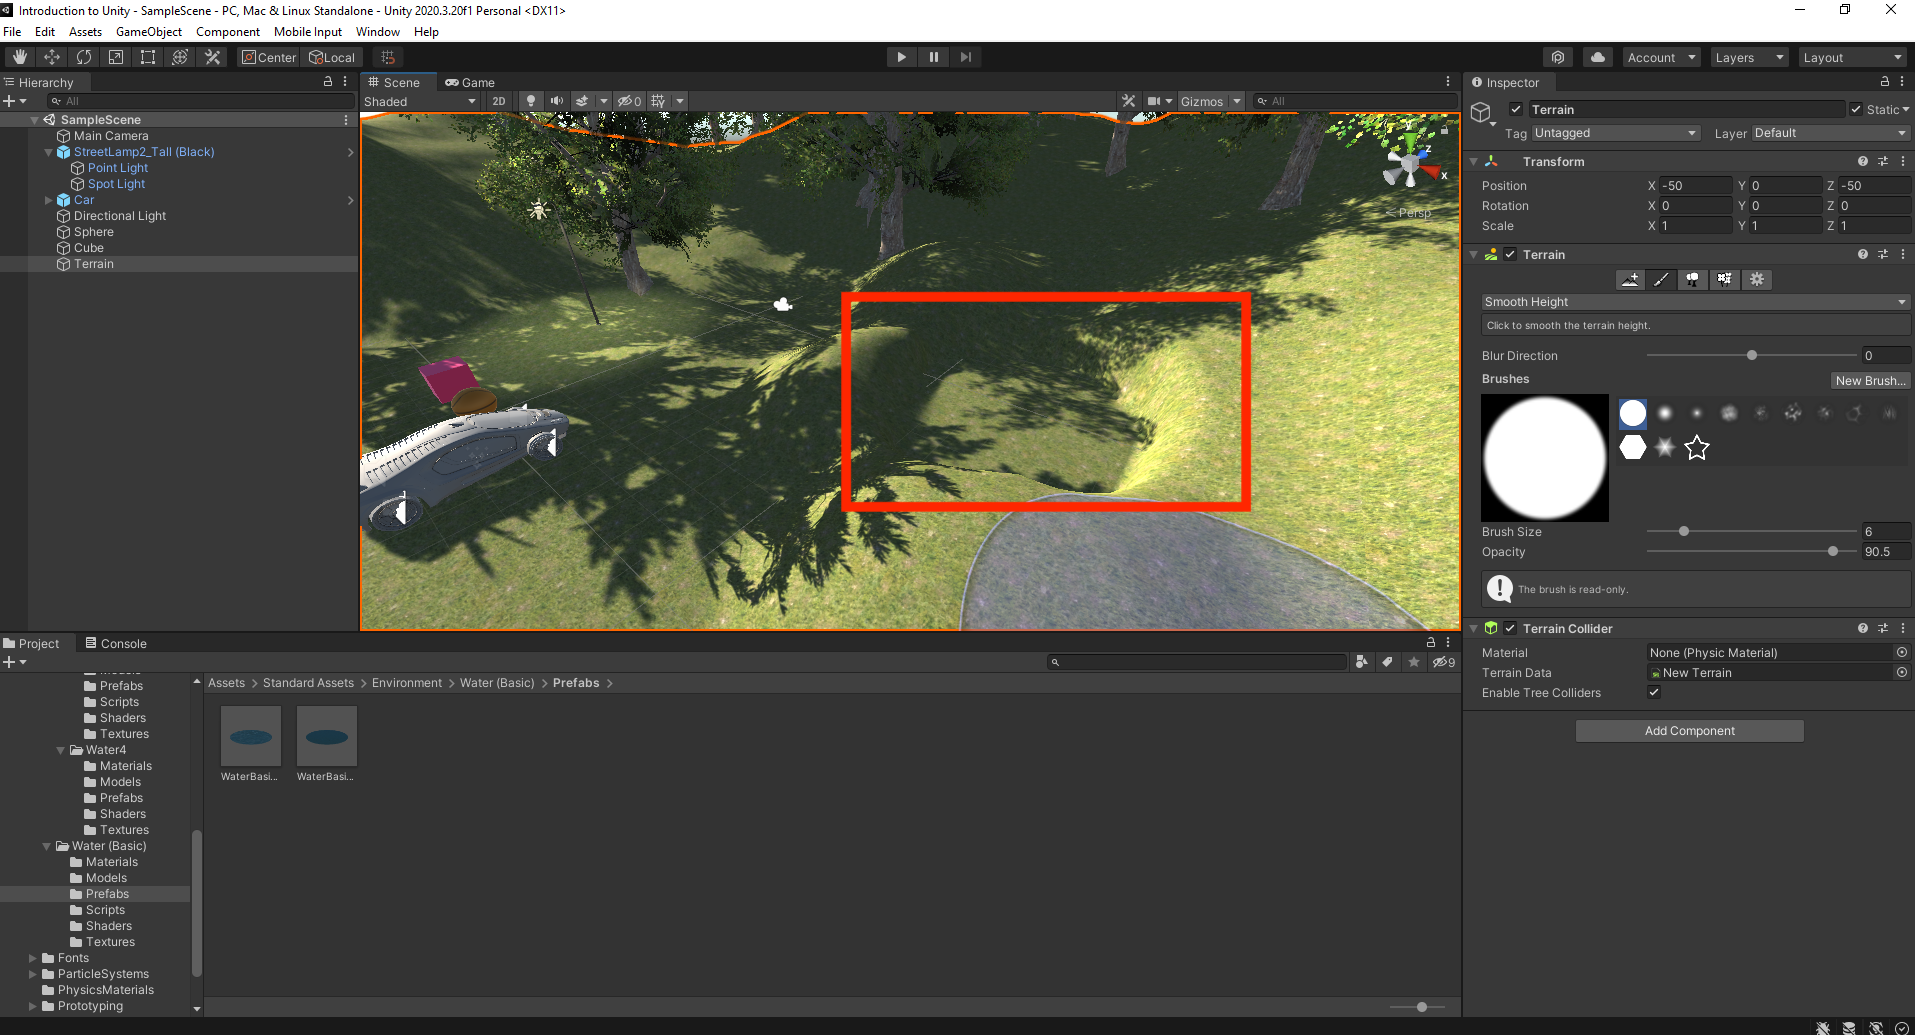 Introduction to Unity - SampleScene - PC, Mac & Linux Standalone - Unity 2020.3.20f1 Personal <DX11>
File Edit Assets GameObject Component Mobile Input Window Help
Center Local Account Layers Layout
Hierarchy
All
SampleScene
Main Camera
StreetLamp2_Tall (Black)
Point Light
Spot Light
Car
Directional Light
Sphere
Cube
Terrain
Scene Game
Shaded 2D 0 Gizmos All
Y
Z
X
Persp
Inspector
Terrain Static
Tag Untagged Layer Default
Transform
Position X -50 Y 0 Z -50
Rotation X 0 Y 0 Z 0
Scale X 1 Y 1 Z 1
Terrain
Smooth Height
Click to smooth the terrain height.
Blur Direction 0
Brushes New Brush...
Brush Size 6
Opacity 90.5
The brush is read-only.
Terrain Collider
Material None (Physic Material)
Terrain Data New Terrain
Enable Tree Colliders
Add Component
Project Console
9
Models
Prefabs
Scripts
Shaders
Textures
Water4
Materials
Models
Prefabs
Shaders
Textures
Water (Basic)
Materials
Models
Prefabs
Scripts
Shaders
Textures
Fonts
ParticleSystems
PhysicsMaterials
Prototyping
Assets > Standard Assets > Environment > Water (Basic) > Prefabs >
WaterBasi... WaterBasi...